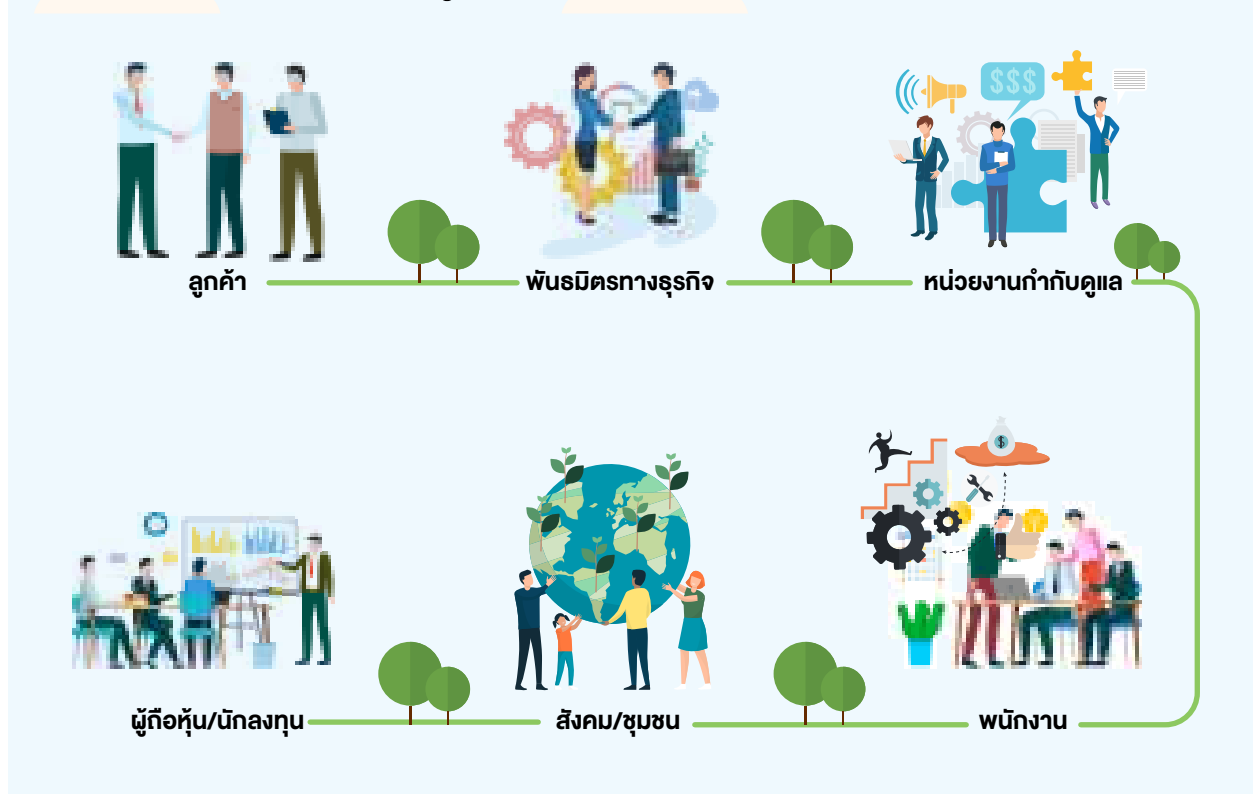 ลูกค้า
พันธมิตรทางธุรกิจ
หน่วยงานกำกับดูแล
$$$
$
ผู้ถือหุ้น/นักลงทุน
สังคม/ชุมชน
พนักงาน